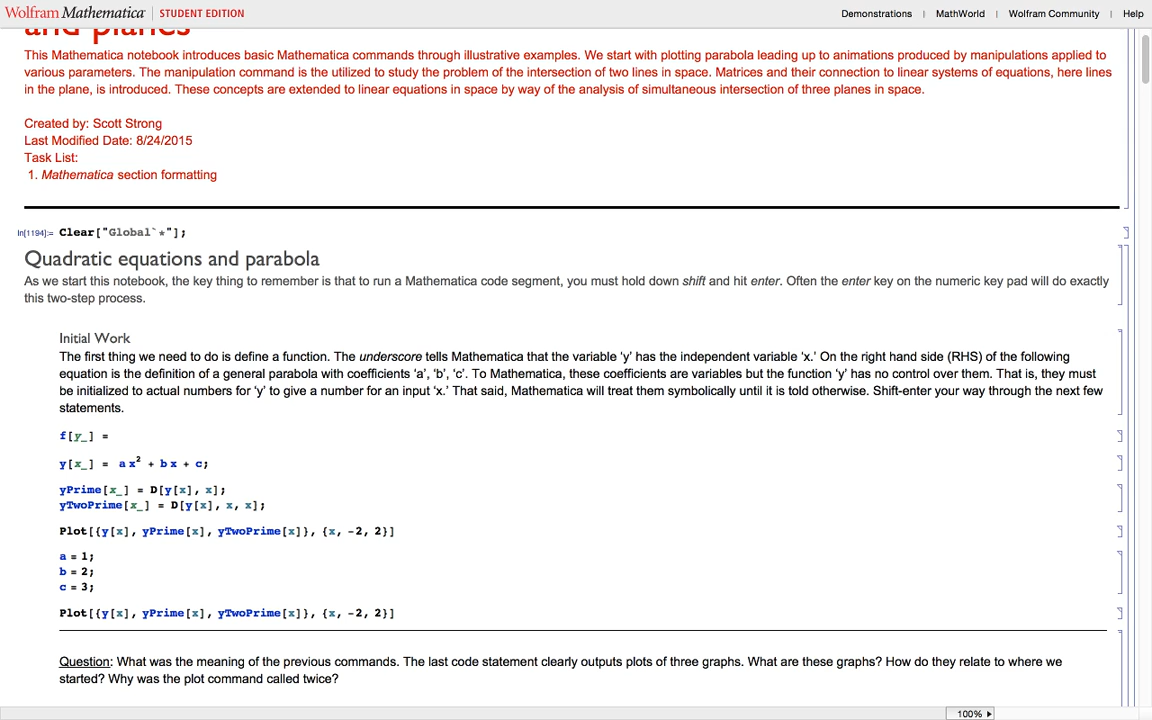 Wolfram Mathematica | STUDENT EDITION Demonstrations | MathWorld | Wolfram Community | Help
and planes
This Mathematica notebook introduces basic Mathematica commands through illustrative examples. We start with plotting parabola leading up to animations produced by manipulations applied to
various parameters. The manipulation command is the utilized to study the problem of the intersection of two lines in space. Matrices and their connection to linear systems of equations, here lines
in the plane, is introduced. These concepts are extended to linear equations in space by way of the analysis of simultaneous intersection of three planes in space.
Created by: Scott Strong
Last Modified Date: 8/24/2015
Task List:
1. Mathematica section formatting
In[1194]:= Clear["Global`*"];
Quadratic equations and parabola
As we start this notebook, the key thing to remember is that to run a Mathematica code segment, you must hold down shift and hit enter. Often the enter key on the numeric key pad will do exactly
this two-step process.
Initial Work
The first thing we need to do is define a function. The underscore tells Mathematica that the variable ‘y’ has the independent variable ‘x.’ On the right hand side (RHS) of the following
equation is the definition of a general parabola with coefficients ‘a’, ‘b’, ‘c’. To Mathematica, these coefficients are variables but the function ‘y’ has no control over them. That is, they must
be initialized to actual numbers for ‘y’ to give a number for an input ‘x.’ That said, Mathematica will treat them symbolically until it is told otherwise. Shift-enter your way through the next few
statements.
f[y_] =
y[x_] = a x² + b x + c;
yPrime[x_] = D[y[x], x];
yTwoPrime[x_] = D[y[x], x, x];
Plot[{y[x], yPrime[x], yTwoPrime[x]}, {x, -2, 2}]
a = 1;
b = 2;
c = 3;
Plot[{y[x], yPrime[x], yTwoPrime[x]}, {x, -2, 2}]
Question: What was the meaning of the previous commands. The last code statement clearly outputs plots of three graphs. What are these graphs? How do they relate to where we
started? Why was the plot command called twice?
100%